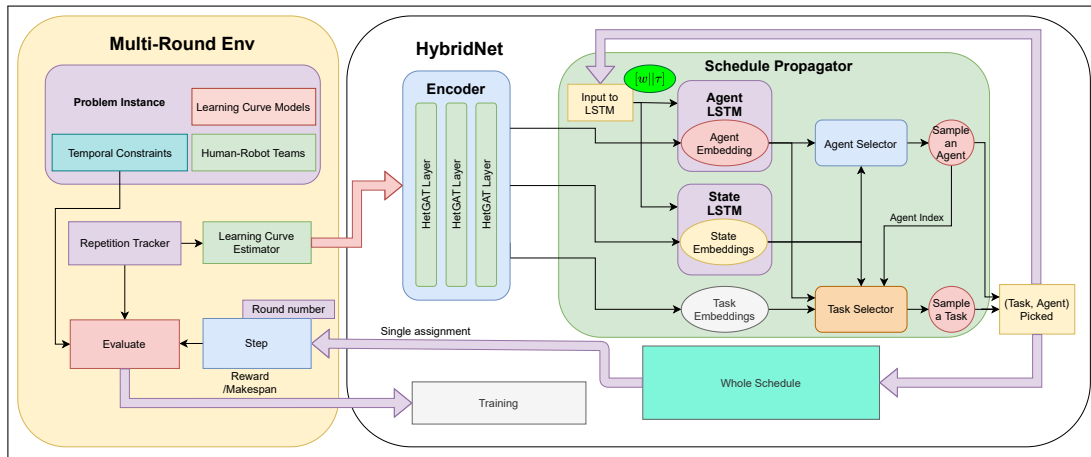 Multi-Round Env
Problem Instance
Learning Curve Models
Temporal Constraints
Human-Robot Teams
Repetition Tracker
Learning Curve
Estimator
Round number
Evaluate
Step
Reward
/Makespan
HybridNet
Encoder
HetGAT Layer
HetGAT Layer
HetGAT Layer
Schedule Propagator
Input to
LSTM
[w||τ]
Agent
LSTM
Agent
Embedding
Agent Selector
Sample
an
Agent
State
LSTM
State
Embeddings
Agent Index
Task
Embeddings
Task Selector
Sample
a Task
(Task, Agent)
Picked
Single assignment
Whole Schedule
Training